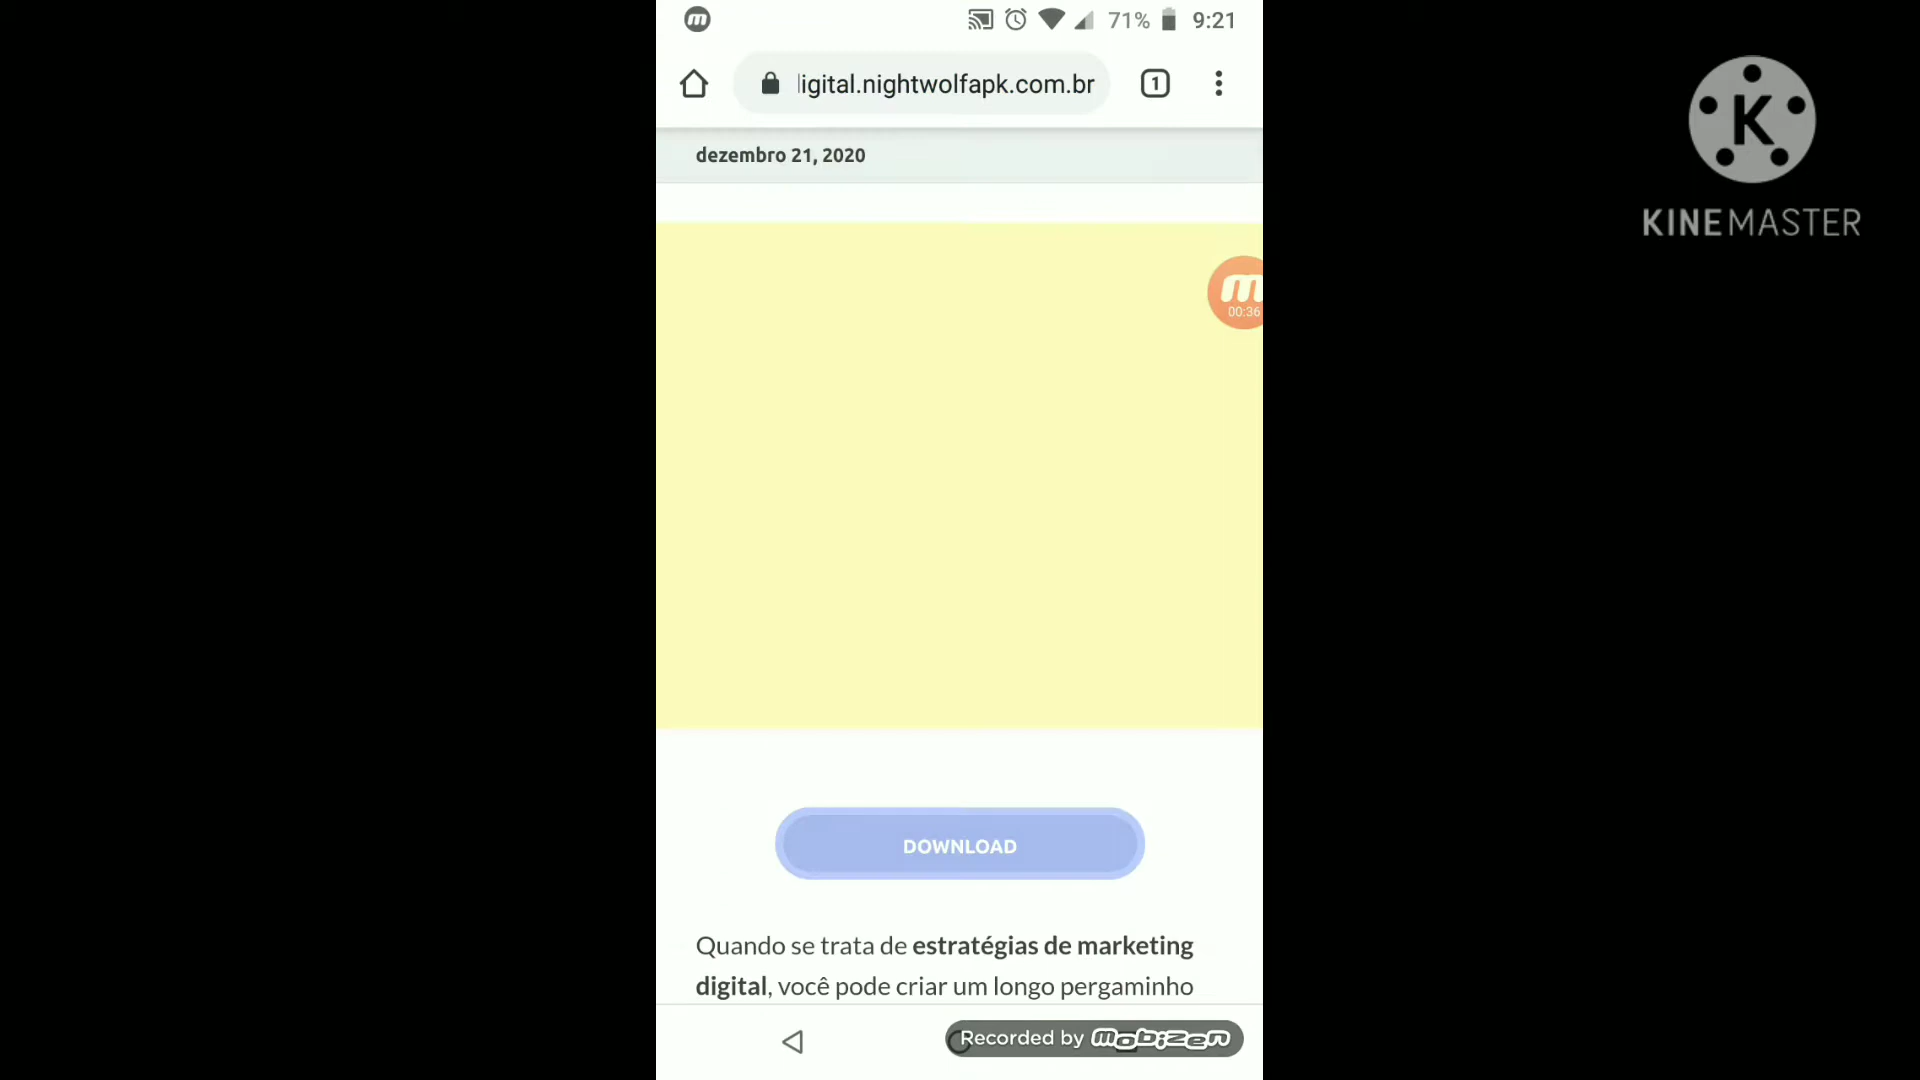 71% 9:21
ligital.nightwolfapk.com.br
1
dezembro 21, 2020
m
00:36
DOWNLOAD
Quando se trata de estratégias de marketing
digital, você pode criar um longo pergaminho
Recorded by mobizen
K
KINEMASTER